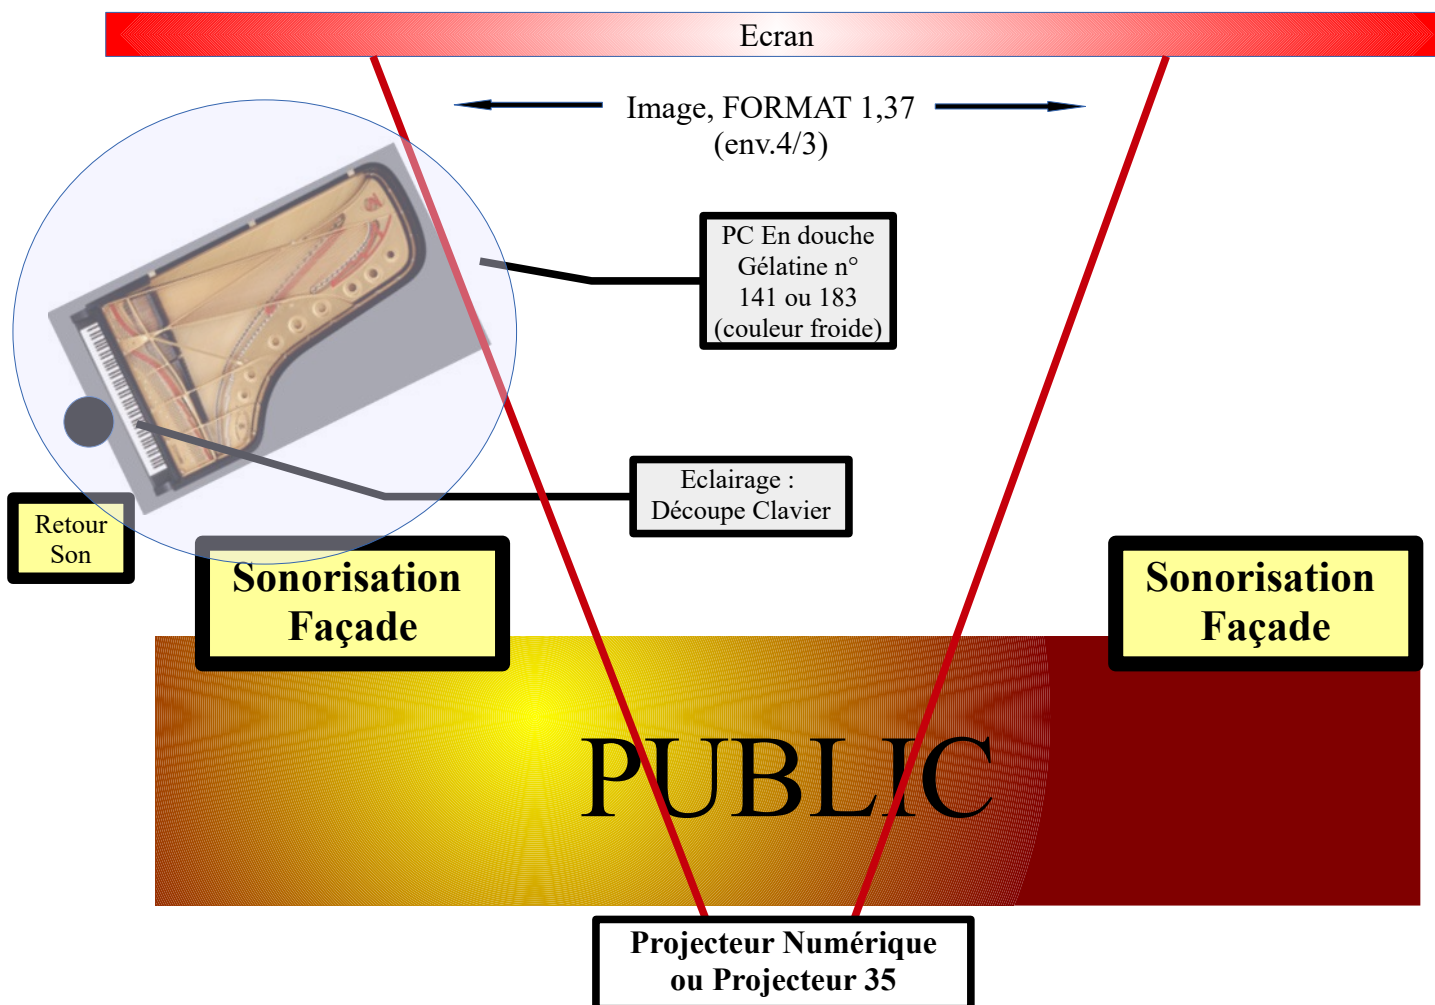 Ecran
Image, FORMAT 1,37
(env.4/3)
PC En douche
Gélatine n°
141 ou 183
(couleur froide)
Eclairage :
Découpe Clavier
Retour
Son
Sonorisation
Façade
Sonorisation
Façade
PUBLIC
Projecteur Numérique
ou Projecteur 35